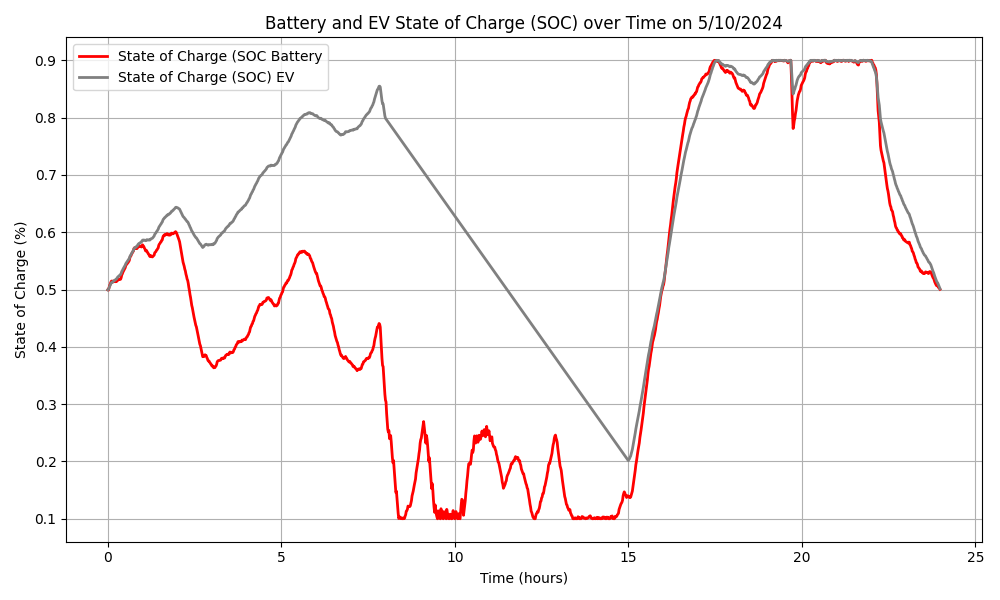 Battery and EV State of Charge (SOC) over Time on 5/10/2024
State of Charge (SOC Battery
State of Charge (SOC) EV
State of Charge (%)
0.9
0.8
0.7
0.6
0.5
0.4
0.3
0.2
0.1
0 5 10 15 20 25
Time (hours)